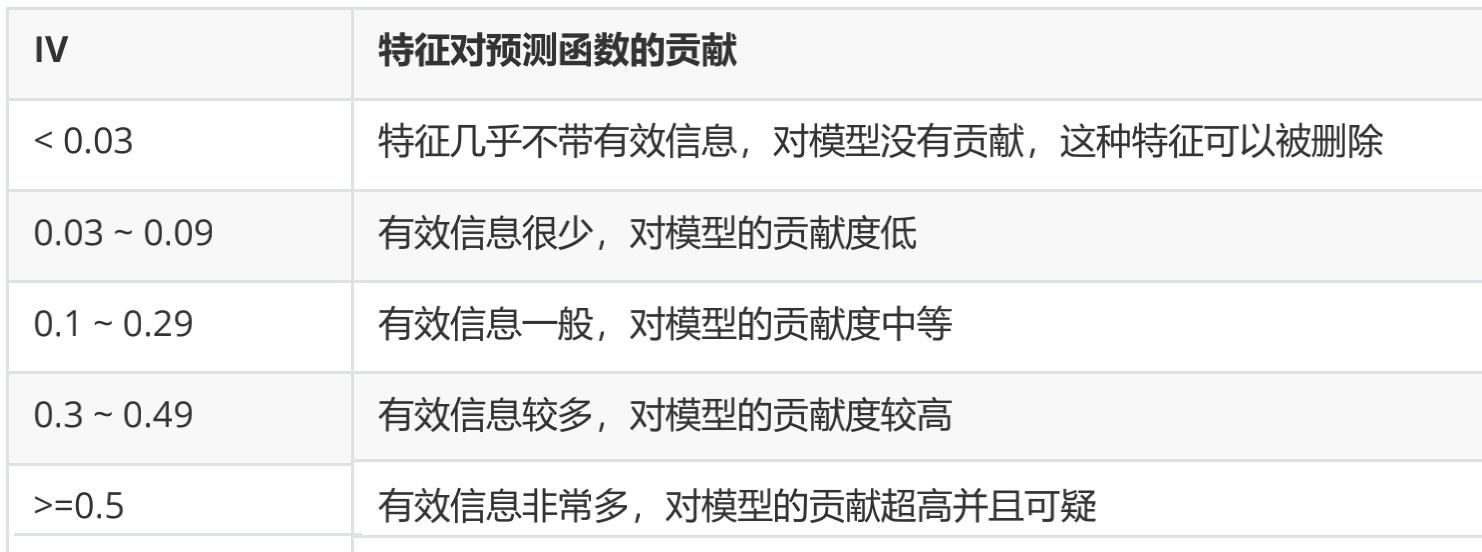 IV 特征对预测函数的贡献
< 0.03 特征几乎不带有效信息，对模型没有贡献，这种特征可以被删除
0.03 ~ 0.09 有效信息很少，对模型的贡献度低
0.1 ~ 0.29 有效信息一般，对模型的贡献度中等
0.3 ~ 0.49 有效信息较多，对模型的贡献度较高
>=0.5 有效信息非常多，对模型的贡献超高并且可疑